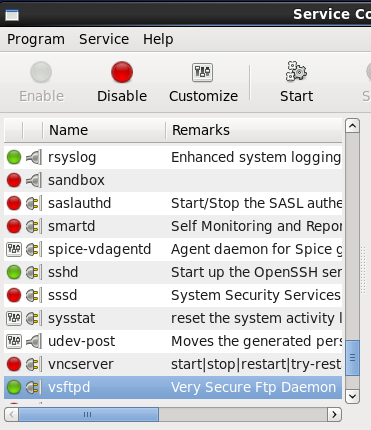 Service Co
Program Service Help
Enable Disable Customize Start S
Name Remarks
rsyslog Enhanced system logging
sandbox
saslauthd Start/Stop the SASL authe
smartd Self Monitoring and Repor
spice-vdagentd Agent daemon for Spice g
sshd Start up the OpenSSH ser
sssd System Security Services
sysstat reset the system activity l
udev-post Moves the generated pers
vncserver start|stop|restart|try-rest
vsftpd Very Secure Ftp Daemon